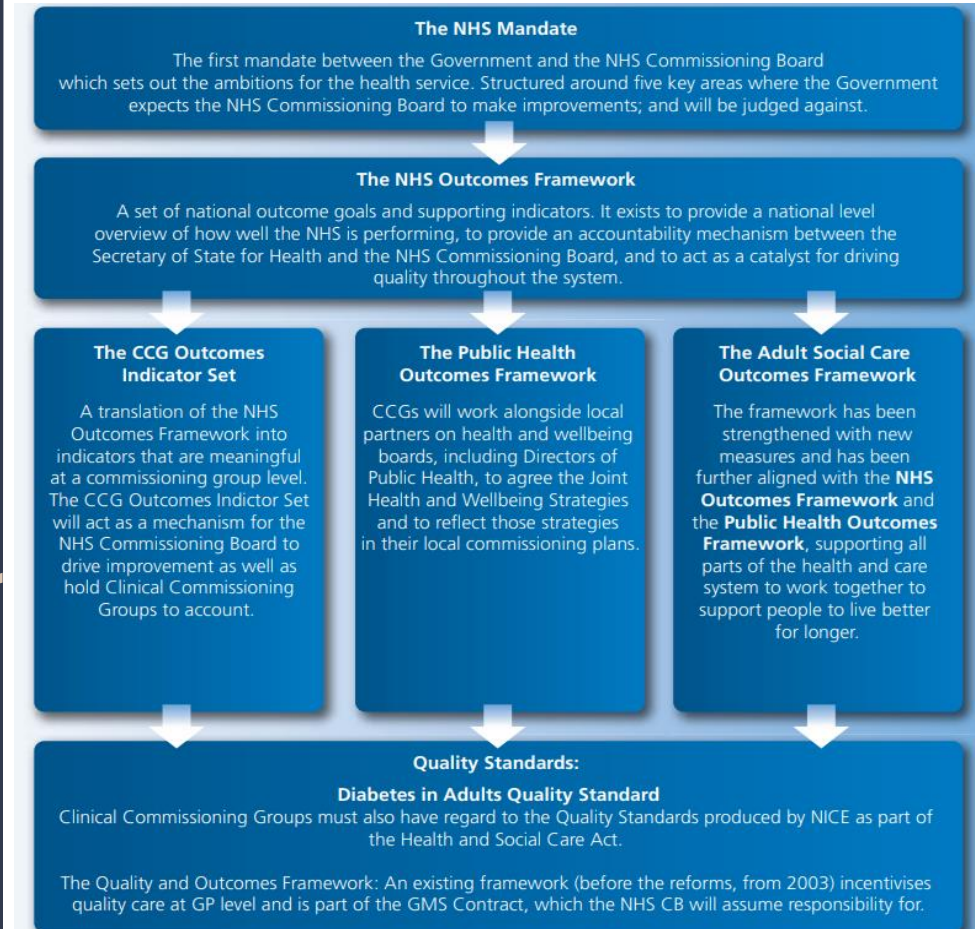 The NHS Mandate
The first mandate between the Government and the NHS Commissioning Board
which sets out the ambitions for the health service. Structured around five key areas where the Government
expects the NHS Commissioning Board to make improvements; and will be judged against.
The NHS Outcomes Framework
A set of national outcome goals and supporting indicators. It exists to provide a national level
overview of how well the NHS is performing, to provide an accountability mechanism between the
Secretary of State for Health and the NHS Commissioning Board, and to act as a catalyst for driving
quality throughout the system.
The CCG Outcomes
Indicator Set
A translation of the NHS
Outcomes Framework into
indicators that are meaningful
at a commissioning group level.
The CCG Outcomes Indictor Set
will act as a mechanism for the
NHS Commissioning Board to
drive improvement as well as
hold Clinical Commissioning
Groups to account.
The Public Health
Outcomes Framework
CCGs will work alongside local
partners on health and wellbeing
boards, including Directors of
Public Health, to agree the Joint
Health and Wellbeing Strategies
and to reflect those strategies
in their local commissioning plans.
The Adult Social Care
Outcomes Framework
The framework has been
strengthened with new
measures and has been
further aligned with the NHS
Outcomes Framework and
the Public Health Outcomes
Framework, supporting all
parts of the health and care
system to work together to
support people to live better
for longer.
Quality Standards:
Diabetes in Adults Quality Standard
Clinical Commissioning Groups must also have regard to the Quality Standards produced by NICE as part of
the Health and Social Care Act.
The Quality and Outcomes Framework: An existing framework (before the reforms, from 2003) incentivises
quality care at GP level and is part of the GMS Contract, which the NHS CB will assume responsibility for.